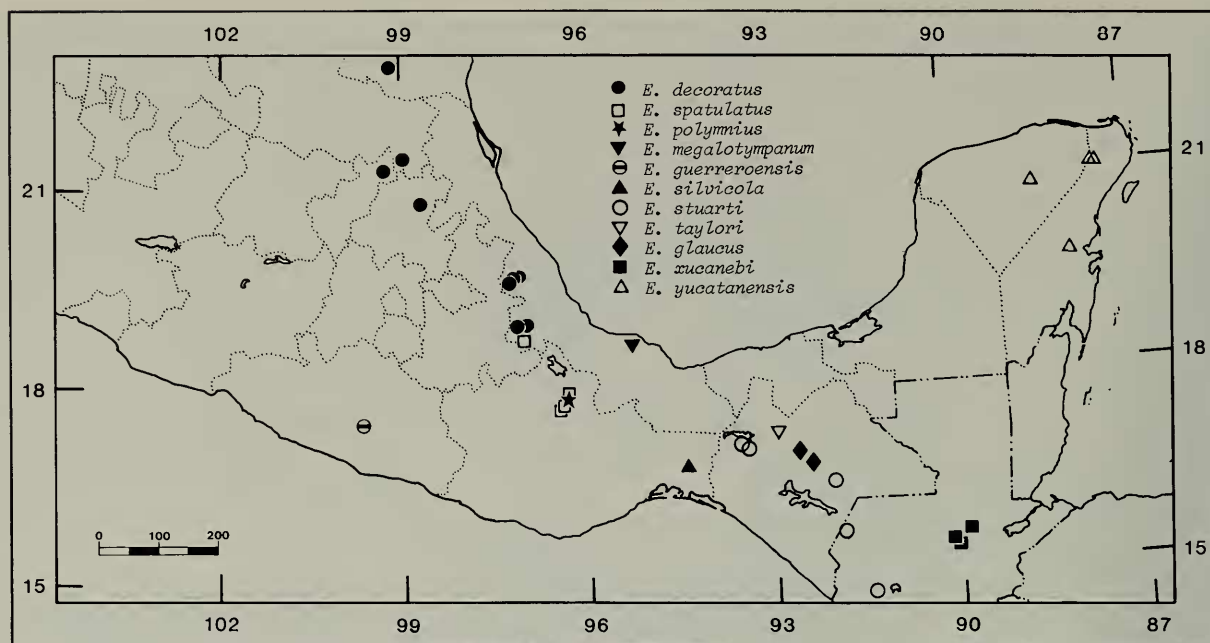 102 99 96 93 90 87
E. decoratus
E. spatulatus
E. polymnius
E. megalotympanum
E. guerreroensis
E. silvicola
E. stuarti
E. taylori
E. glaucus
E. xucanebi
E. yucatanensis
21 21
18 18
0 100 200
15 15
102 99 96 93 90 87